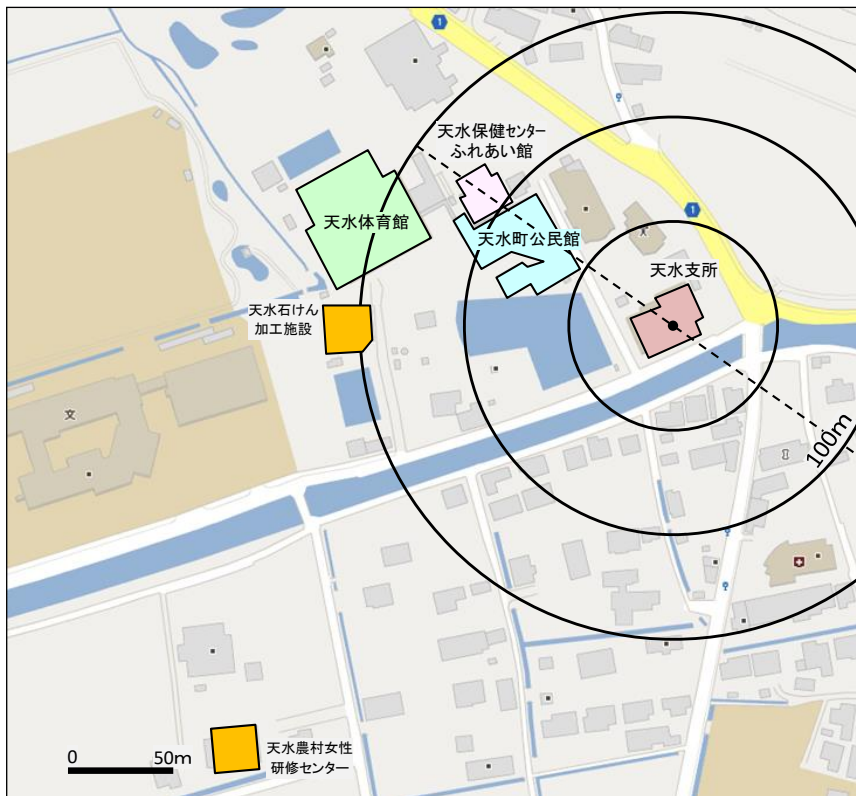 1
天水保健センター
ふれあい館
天水体育館
天水町公民館
1
天水支所
天水石けん
加工施設
文
100m
天水農村女性
研修センター
0 50m